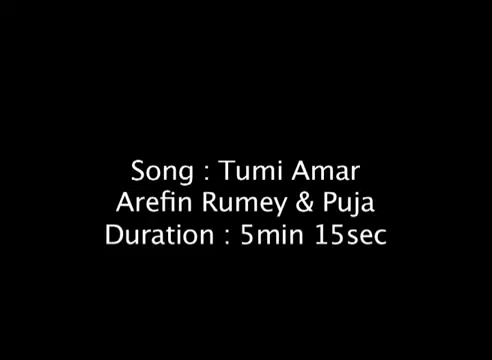 Song : Tumi Amar
Arefin Rumey & Puja
Duration : 5min 15sec